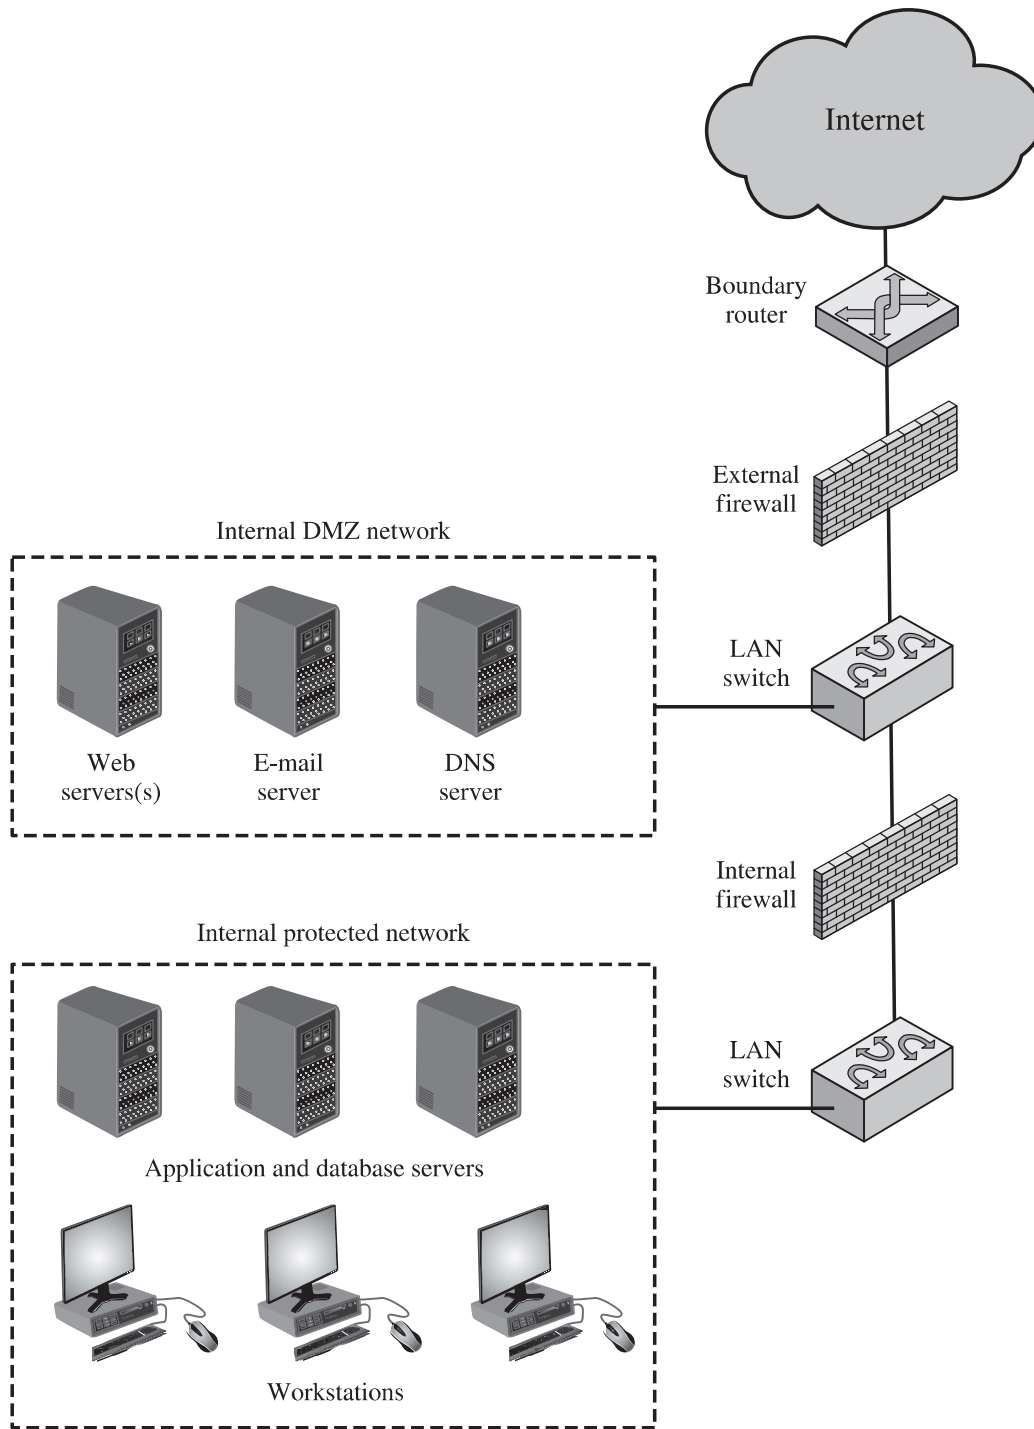 Internet
Boundary
router
External
firewall
Internal DMZ network
LAN
switch
Web
servers(s)
E-mail
server
DNS
server
Internal
firewall
Internal protected network
LAN
switch
Application and database servers
Workstations